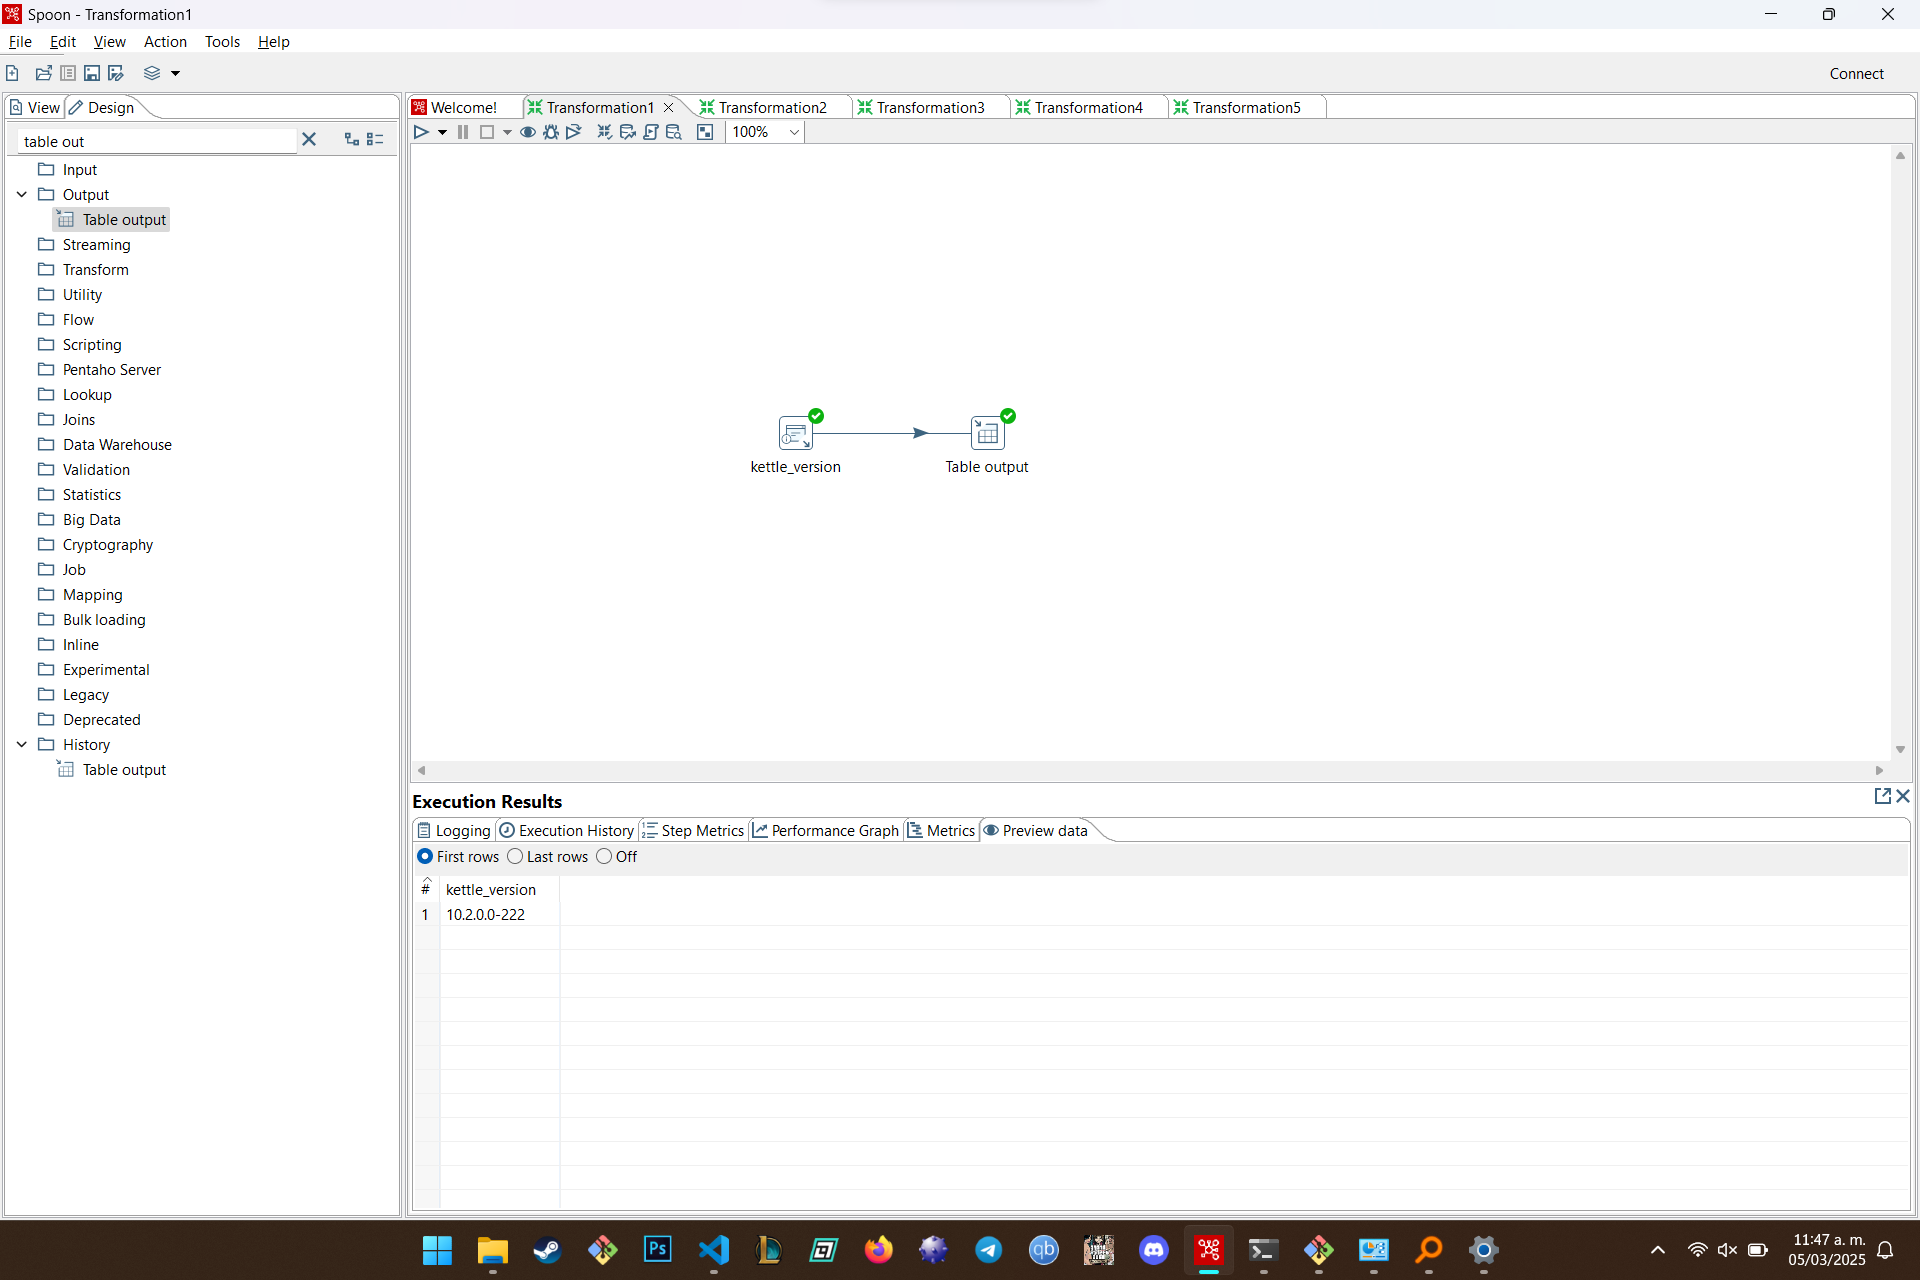 Spoon - Transformation1
File Edit View Action Tools Help
Connect
View Design
Welcome! Transformation1 Transformation2 Transformation3 Transformation4 Transformation5
table out
100%
Input
Output
Table output
Streaming
Transform
Utility
Flow
Scripting
Pentaho Server
Lookup
Joins
Data Warehouse
Validation
Statistics
Big Data
Cryptography
Job
Mapping
Bulk loading
Inline
Experimental
Legacy
Deprecated
History
Table output
kettle_version Table output
Execution Results
Logging Execution History Step Metrics Performance Graph Metrics Preview data
First rows Last rows Off
# kettle_version
1 10.2.0.0-222
Ps
qb
11:47 a. m.
05/03/2025